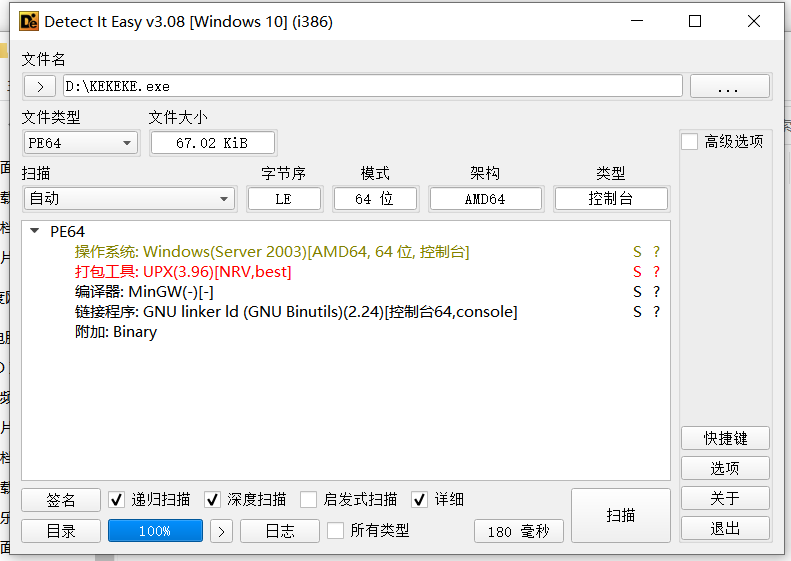 Detect It Easy v3.08 [Windows 10] (i386)
文件名
> D:\KEKEKE.exe ...
文件类型 文件大小
PE64 67.02 KiB 高级选项
扫描 字节序 模式 架构 类型
自动 LE 64 位 AMD64 控制台
PE64
操作系统: Windows(Server 2003)[AMD64, 64 位, 控制台] S ?
打包工具: UPX(3.96)[NRV,best] S ?
编译器: MinGW(-)[-] S ?
链接程序: GNU linker ld (GNU Binutils)(2.24)[控制台64,console] S ?
附加: Binary
快捷键
选项
签名 递归扫描 深度扫描 启发式扫描 详细 扫描 关于
目录 100% > 日志 所有类型 180 毫秒 退出